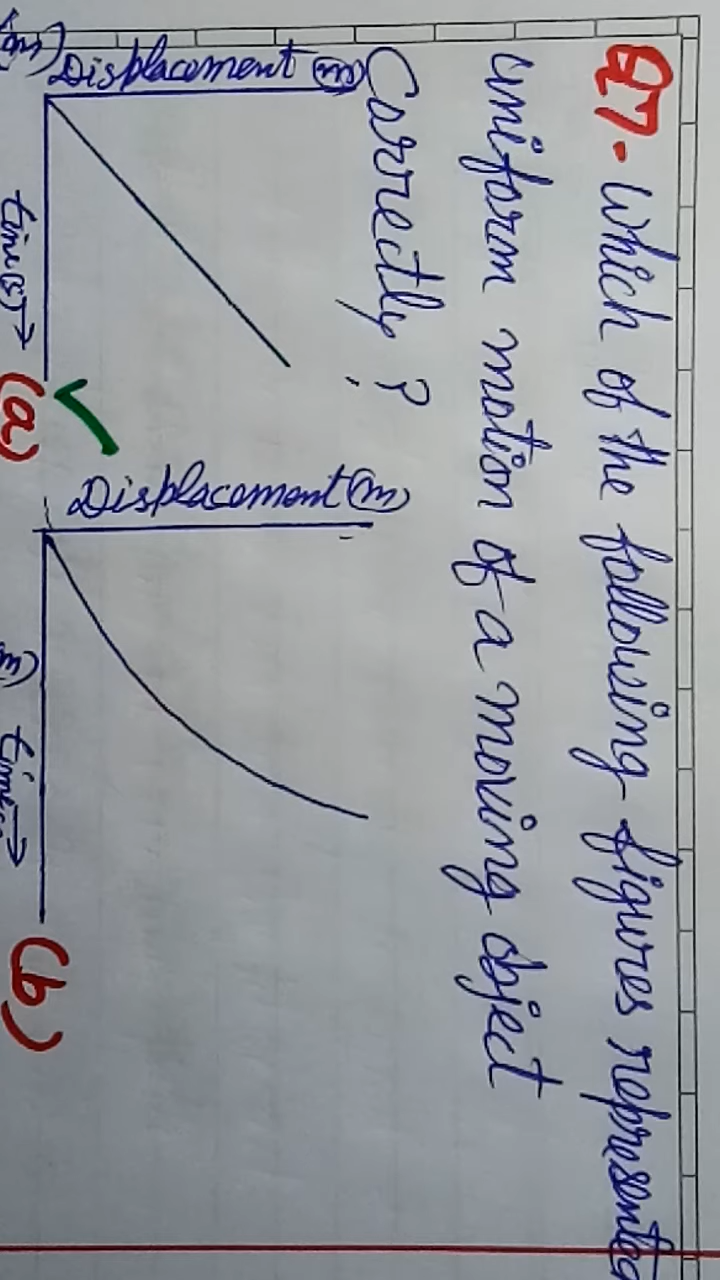 Q7- which of the following figures represented
uniform motion of a moving object
Correctly ?
Displacement (m)
time (s) →
(a)
Displacement (m)
time →
(b)